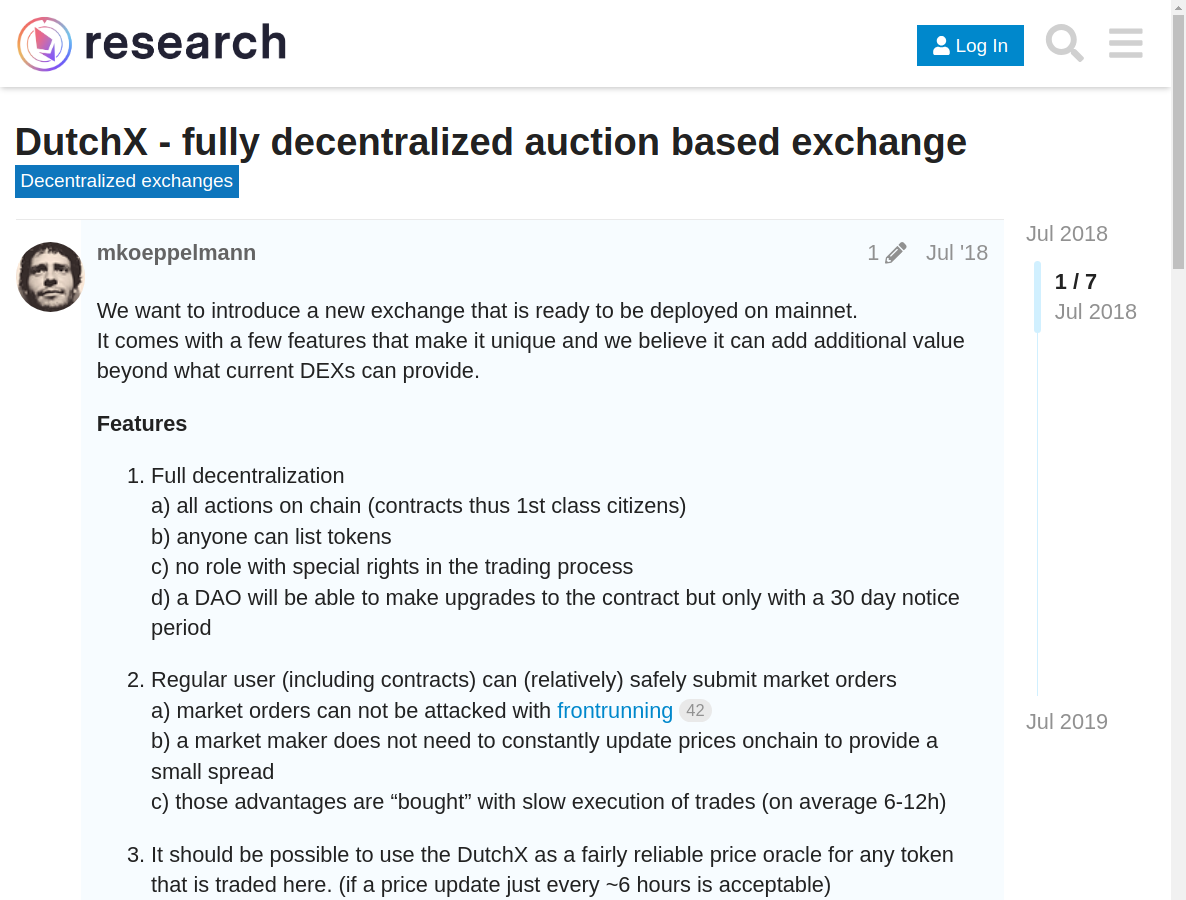 research
Log In
DutchX - fully decentralized auction based exchange
Decentralized exchanges
mkoeppelmann
1
Jul '18
We want to introduce a new exchange that is ready to be deployed on mainnet.
It comes with a few features that make it unique and we believe it can add additional value
beyond what current DEXs can provide.
Features
1. Full decentralization
a) all actions on chain (contracts thus 1st class citizens)
b) anyone can list tokens
c) no role with special rights in the trading process
d) a DAO will be able to make upgrades to the contract but only with a 30 day notice
period
2. Regular user (including contracts) can (relatively) safely submit market orders
a) market orders can not be attacked with frontrunning 42
b) a market maker does not need to constantly update prices onchain to provide a
small spread
c) those advantages are “bought” with slow execution of trades (on average 6-12h)
3. It should be possible to use the DutchX as a fairly reliable price oracle for any token
that is traded here. (if a price update just every ~6 hours is acceptable)
Jul 2018
1 / 7
Jul 2018
Jul 2019